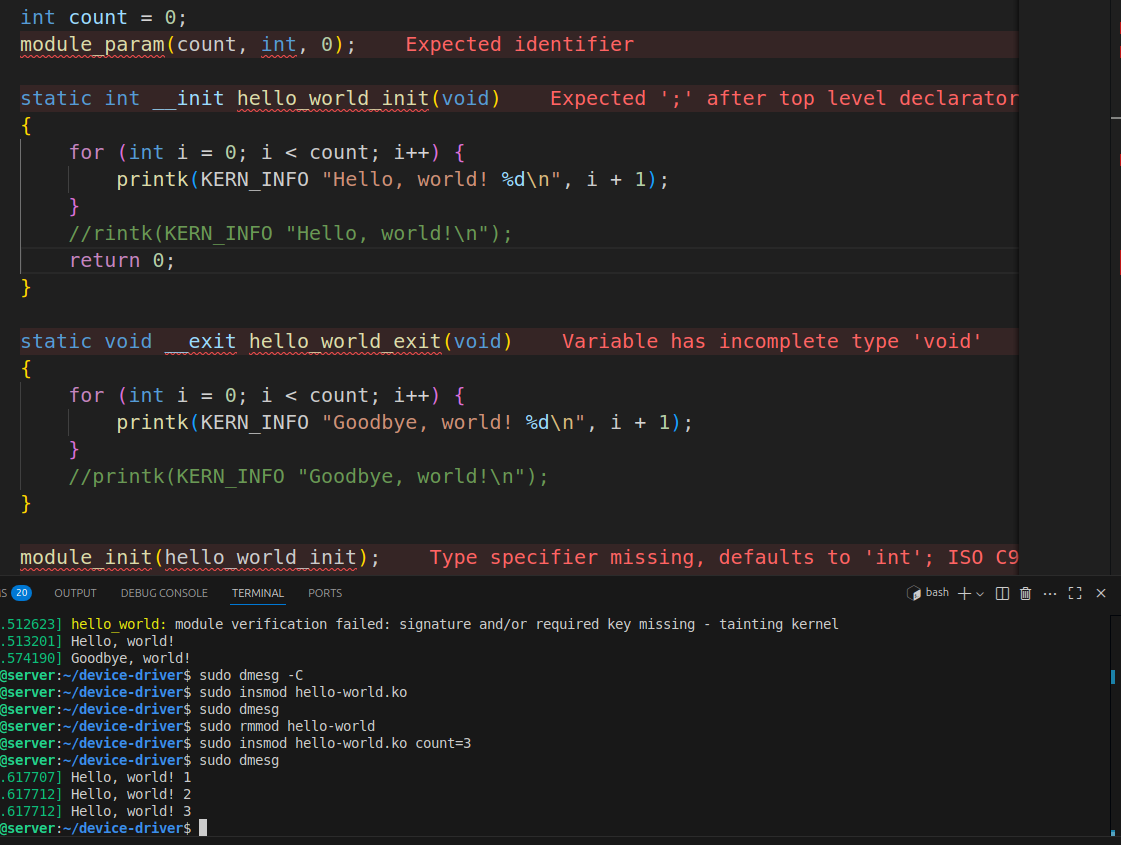 int count = 0;
module_param(count, int, 0); Expected identifier
static int __init hello_world_init(void) Expected ';' after top level declarator
{
for (int i = 0; i < count; i++) {
printk(KERN_INFO "Hello, world! %d\n", i + 1);
}
//rintk(KERN_INFO "Hello, world!\n");
return 0;
}
static void __exit hello_world_exit(void) Variable has incomplete type 'void'
{
for (int i = 0; i < count; i++) {
printk(KERN_INFO "Goodbye, world! %d\n", i + 1);
}
//printk(KERN_INFO "Goodbye, world!\n");
}
module_init(hello_world_init); Type specifier missing, defaults to 'int'; ISO C9
s 20 OUTPUT DEBUG CONSOLE TERMINAL PORTS bash
.512623] hello_world: module verification failed: signature and/or required key missing - tainting kernel
.513201] Hello, world!
.574190] Goodbye, world!
@server:~/device-driver$ sudo dmesg -C
@server:~/device-driver$ sudo insmod hello-world.ko
@server:~/device-driver$ sudo dmesg
@server:~/device-driver$ sudo rmmod hello-world
@server:~/device-driver$ sudo insmod hello-world.ko count=3
@server:~/device-driver$ sudo dmesg
.617707] Hello, world! 1
.617712] Hello, world! 2
.617712] Hello, world! 3
@server:~/device-driver$